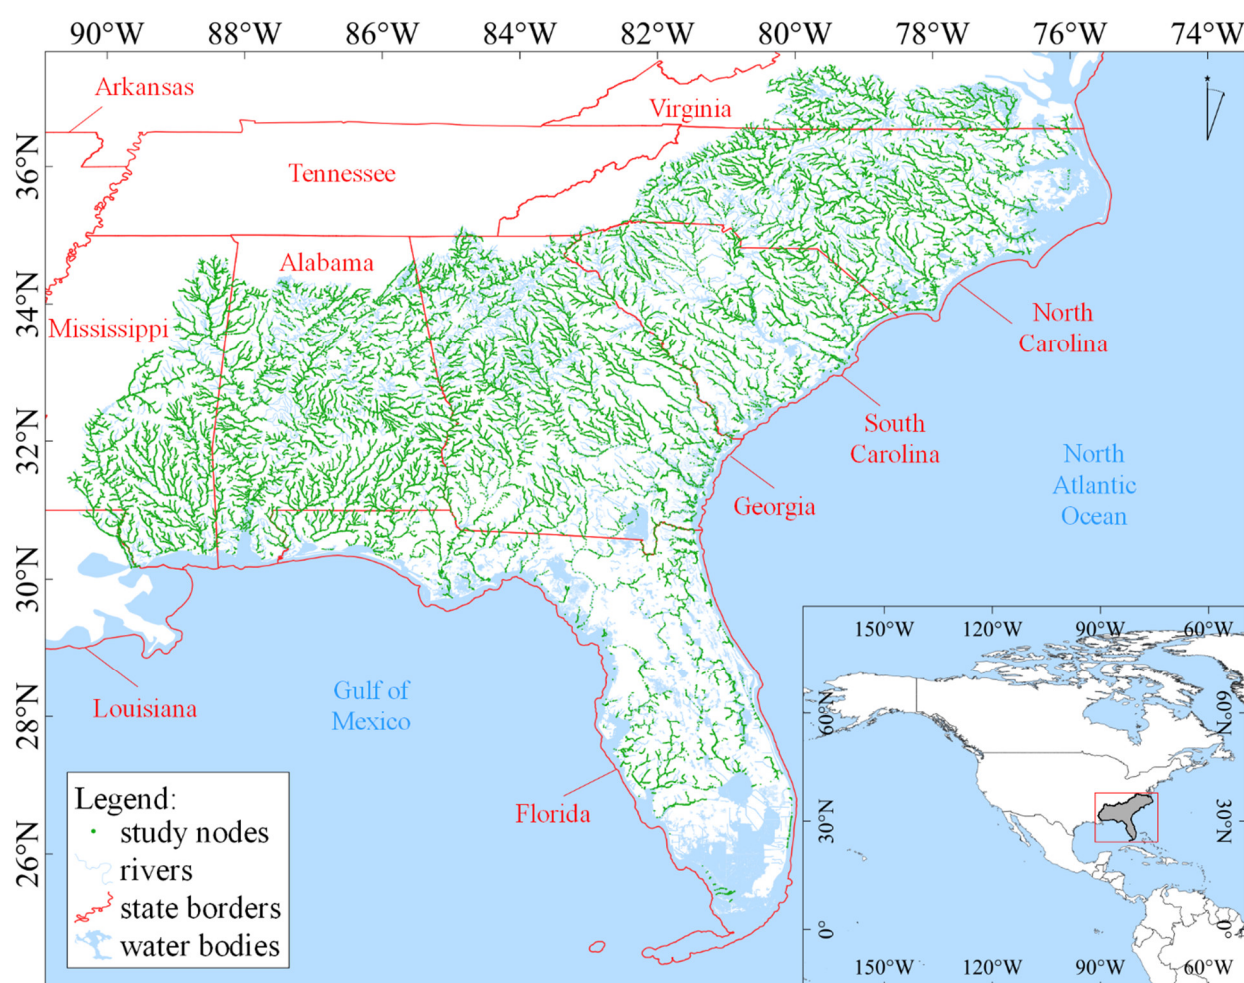 90°W 88°W 86°W 84°W 82°W 80°W 78°W 76°W 74°W
36°N
34°N
32°N
30°N
28°N
26°N
Arkansas
Virginia
Tennessee
Alabama
Mississippi
North
Carolina
South
Carolina
Georgia
North
Atlantic
Ocean
Louisiana
Gulf of
Mexico
Florida
Legend:
study nodes
rivers
state borders
water bodies
150°W 120°W 90°W 60°W
60°N 60°N
30°N 30°N
0° 0°
150°W 120°W 90°W 60°W